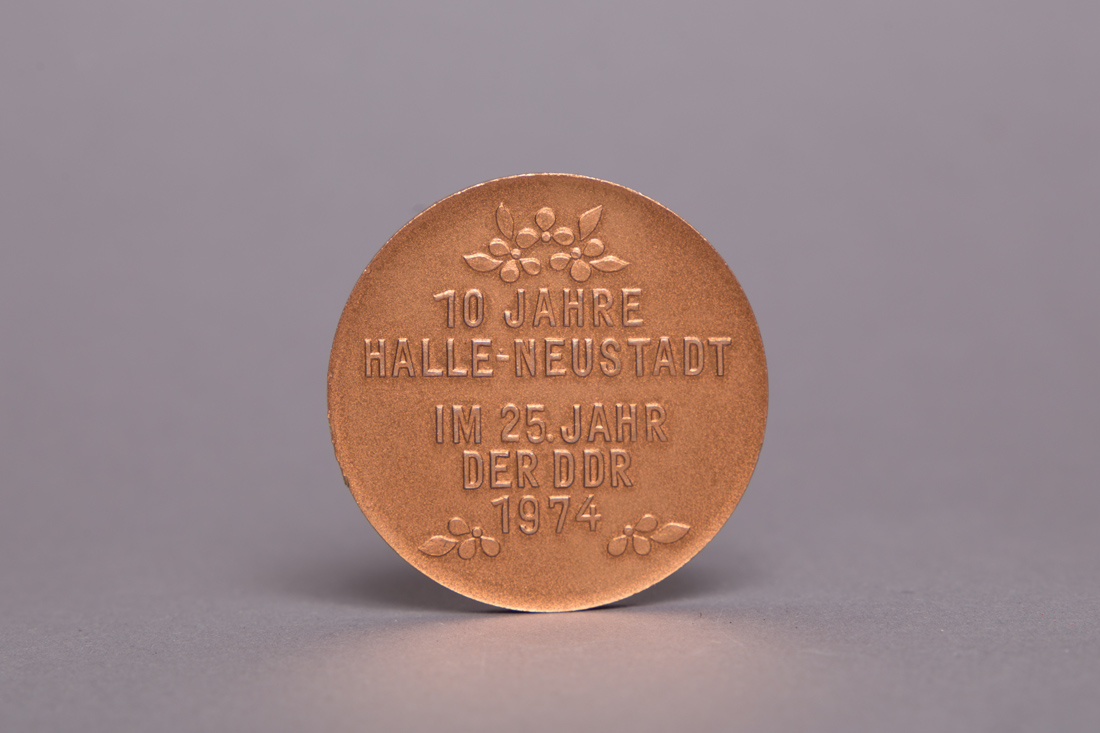 10 JAHRE
HALLE-NEUSTADT
IM 25. JAHR
DER DDR
1974